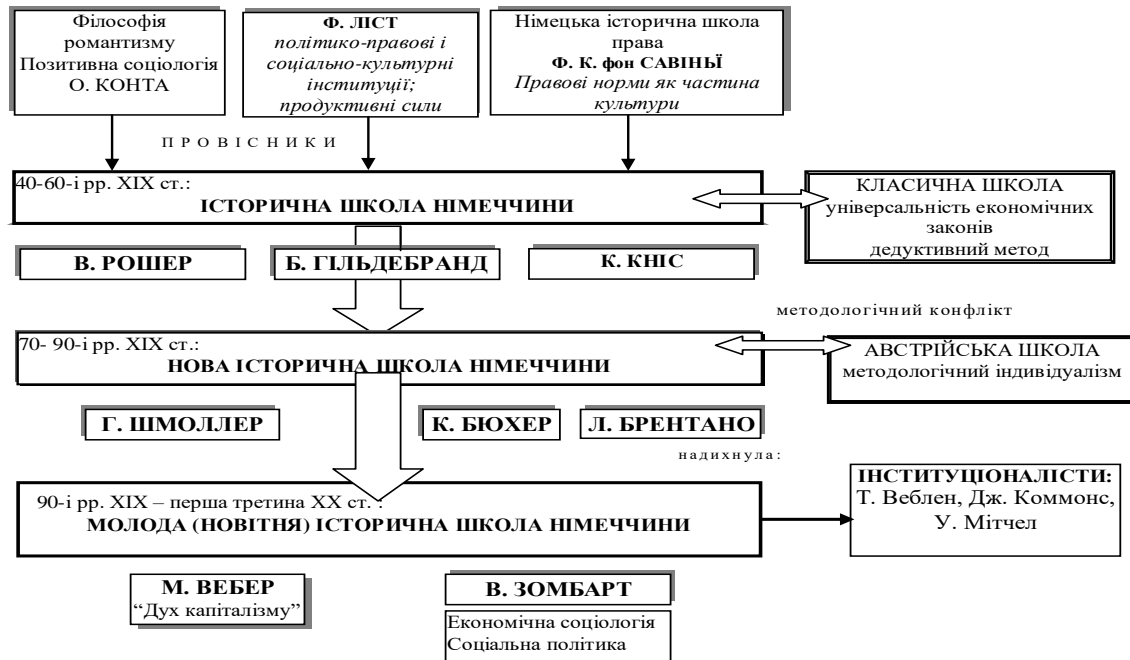 Філософія
романтизму
Позитивна соціологія
О. КОНТА
Ф. ЛІСТ
політико-правові і
соціально-культурні
інституції;
продуктивні сили
Німецька історична школа
права
Ф. К. фон САВІНЬЇ
Правові норми як частина
культури
ПРОВІСНИКИ
40-60-і рр. XIX ст.:
ІСТОРИЧНА ШКОЛА НІМЕЧЧИНИ
КЛАСИЧНА ШКОЛА
універсальність економічних
законів
дедуктивний метод
В. РОШЕР
Б. ГІЛЬДЕБРАНД
К. КНІС
методологічний конфлікт
70- 90-і рр. XIX ст.:
НОВА ІСТОРИЧНА ШКОЛА НІМЕЧЧИНИ
АВСТРІЙСЬКА ШКОЛА
методологічний індивідуалізм
Г. ШМОЛЛЕР
К. БЮХЕР
Л. БРЕНТАНО
надихнула:
90-і рр. XIX – перша третина XX ст. :
МОЛОДА (НОВІТНЯ) ІСТОРИЧНА ШКОЛА НІМЕЧЧИНИ
ІНСТИТУЦІОНАЛІСТИ:
Т. Веблен, Дж. Коммонс,
У. Мітчел
М. ВЕБЕР
“Дух капіталізму”
В. ЗОМБАРТ
Економічна соціологія
Соціальна політика